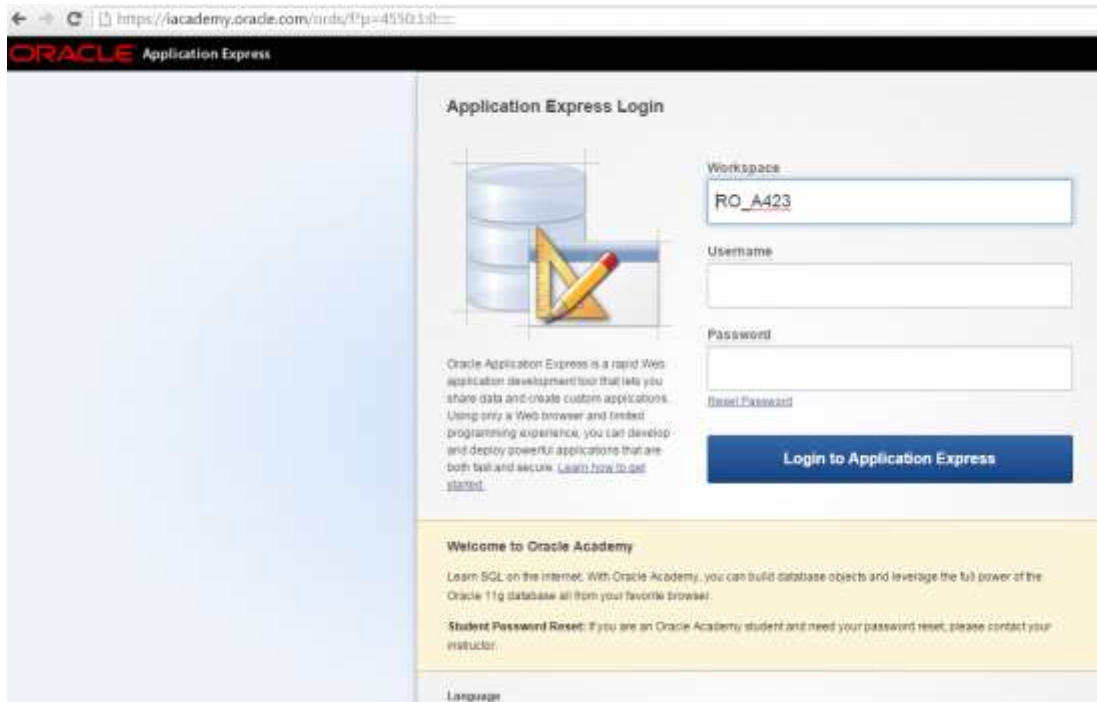 https://iacademy.oracle.com/ords/f?p=4550:1:0:::::
ORACLE Application Express
Application Express Login
Workspace
RO_A423
Username
Password
Reset Password
Login to Application Express
Oracle Application Express is a rapid Web
application development tool that lets you
share data and create custom applications.
Using only a Web browser and limited
programming experience, you can develop
and deploy powerful applications that are
both fast and secure. Learn how to get
started.
Welcome to Oracle Academy
Learn SQL on the internet. With Oracle Academy, you can build database objects and leverage the full power of the
Oracle 11g database all from your favorite browser.
Student Password Reset: If you are an Oracle Academy student and need your password reset, please contact your
instructor.
Language